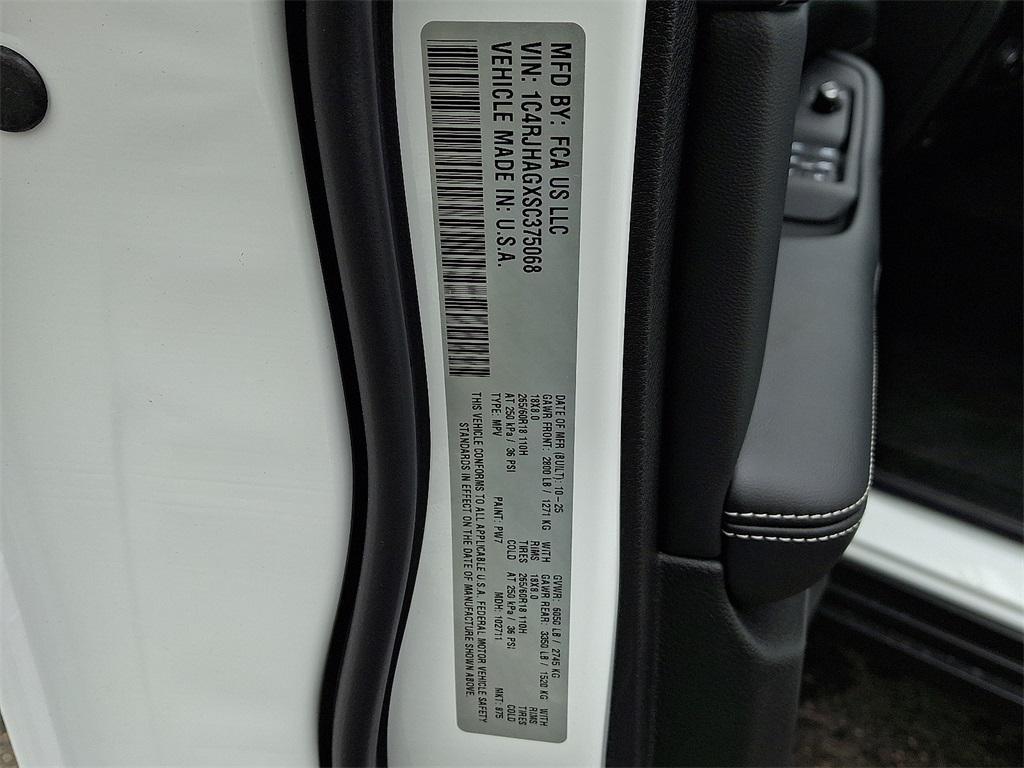 MFD BY: FCA US LLC
VIN: 1C4RJHAGXSC375068
VEHICLE MADE IN: U.S.A.
DATE OF MFR (BUILT): 10-25 GVWR: 6050 LB / 2745 KG
GAWR FRONT: 2800 LB / 1271 KG WITH GAWR REAR: 3350 LB / 1520 KG WITH
18X8.0 RIMS 18X8.0 RIMS
265/60R18 110H TIRES 265/60R18 110H TIRES
AT 250 kPa / 36 PSI COLD AT 250 kPa / 36 PSI COLD
TYPE: MPV PAINT: PW7 MDH: 102711 MKT: 875
THIS VEHICLE CONFORMS TO ALL APPLICABLE U.S.A. FEDERAL MOTOR VEHICLE SAFETY
STANDARDS IN EFFECT ON THE DATE OF MANUFACTURE SHOWN ABOVE.